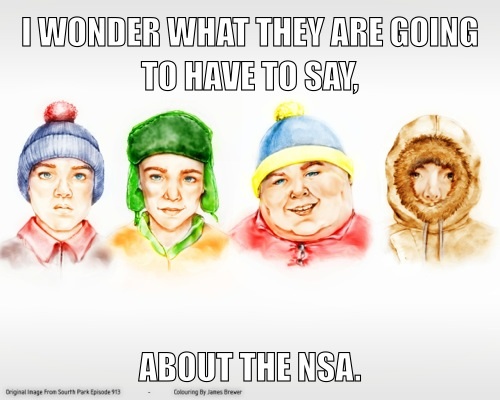 I WONDER WHAT THEY ARE GOING
TO HAVE TO SAY,
ABOUT THE NSA.
Original Image From Sourth Park Episode 913 - Colouring By James Brewer